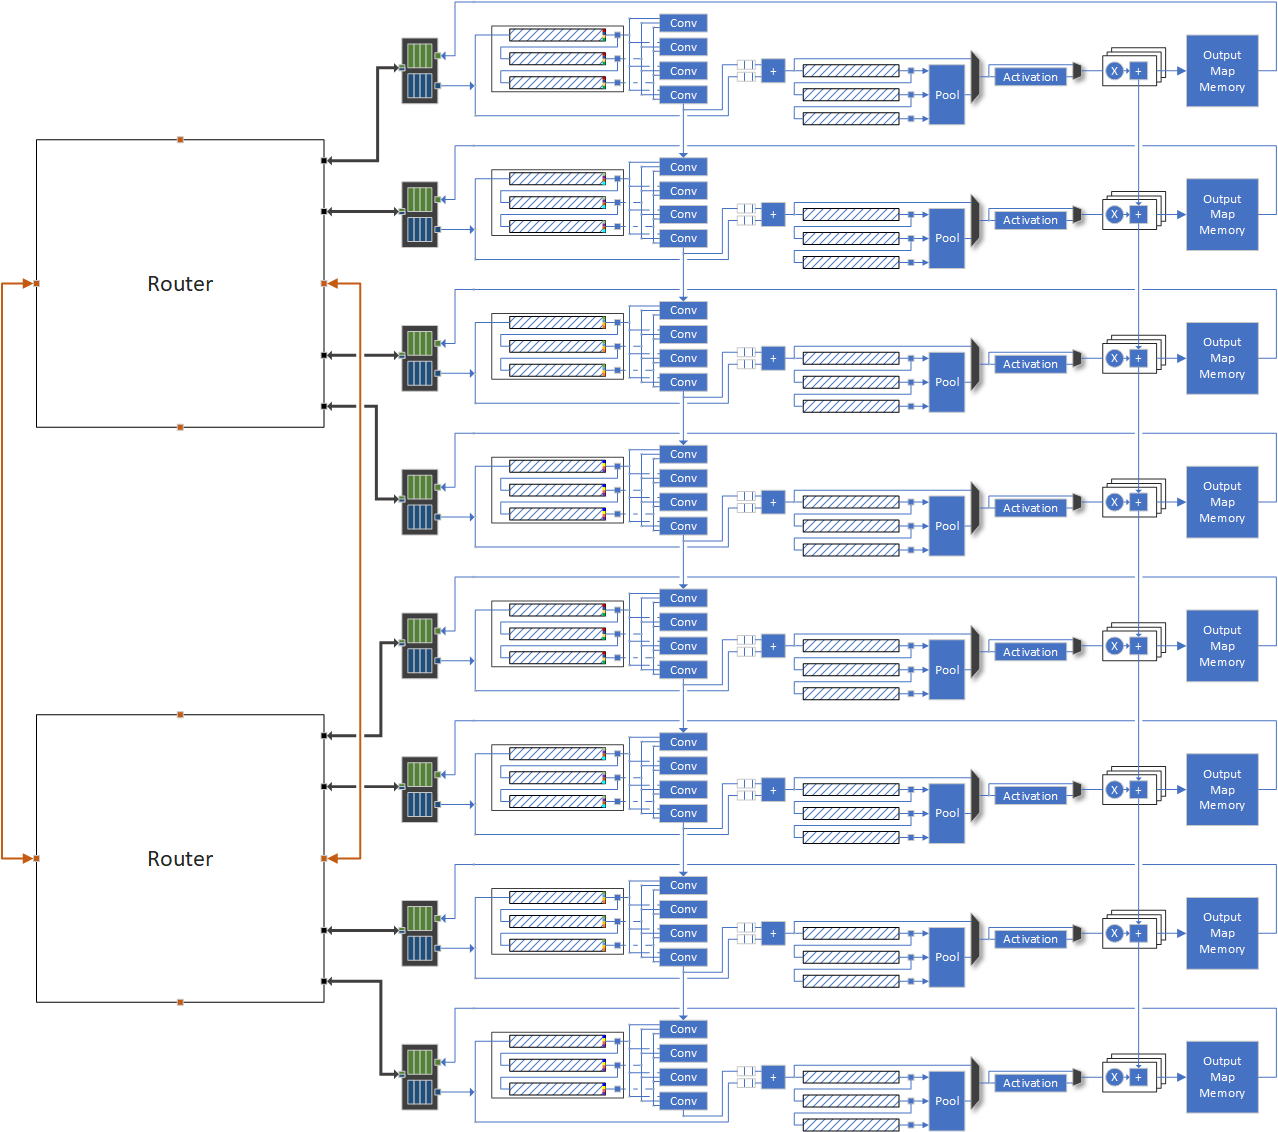 Conv
Conv
Conv
Conv
+
Pool
Activation
X
+
Output
Map
Memory
Conv
Conv
Conv
Conv
+
Pool
Activation
X
+
Output
Map
Memory
Router
Conv
Conv
Conv
Conv
+
Pool
Activation
X
+
Output
Map
Memory
Conv
Conv
Conv
Conv
+
Pool
Activation
X
+
Output
Map
Memory
Conv
Conv
Conv
Conv
+
Pool
Activation
X
+
Output
Map
Memory
Conv
Conv
Conv
Conv
+
Pool
Activation
X
+
Output
Map
Memory
Router
Conv
Conv
Conv
Conv
+
Pool
Activation
X
+
Output
Map
Memory
Conv
Conv
Conv
Conv
+
Pool
Activation
X
+
Output
Map
Memory